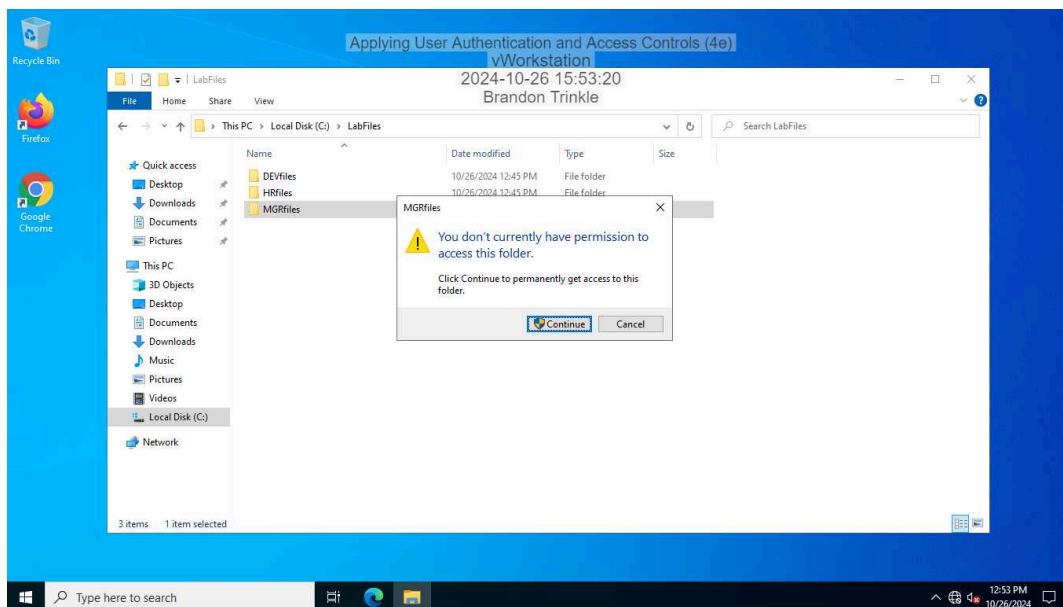 Recycle Bin
Firefox
Google
Chrome
Applying User Authentication and Access Controls (4e)
vWorkstation
2024-10-26 15:53:20
Brandon Trinkle
LabFiles
File Home Share View
This PC > Local Disk (C:) > LabFiles
Search LabFiles
Name Date modified Type Size
Quick access
Desktop
Downloads
Documents
Pictures
This PC
3D Objects
Desktop
Documents
Downloads
Music
Pictures
Videos
Local Disk (C:)
Network
DEVfiles 10/26/2024 12:45 PM File folder
HRfiles 10/26/2024 12:45 PM File folder
MGRfiles
MGRfiles
You don't currently have permission to
access this folder.
Click Continue to permanently get access to this
folder.
Continue Cancel
3 items 1 item selected
Type here to search
12:53 PM
10/26/2024